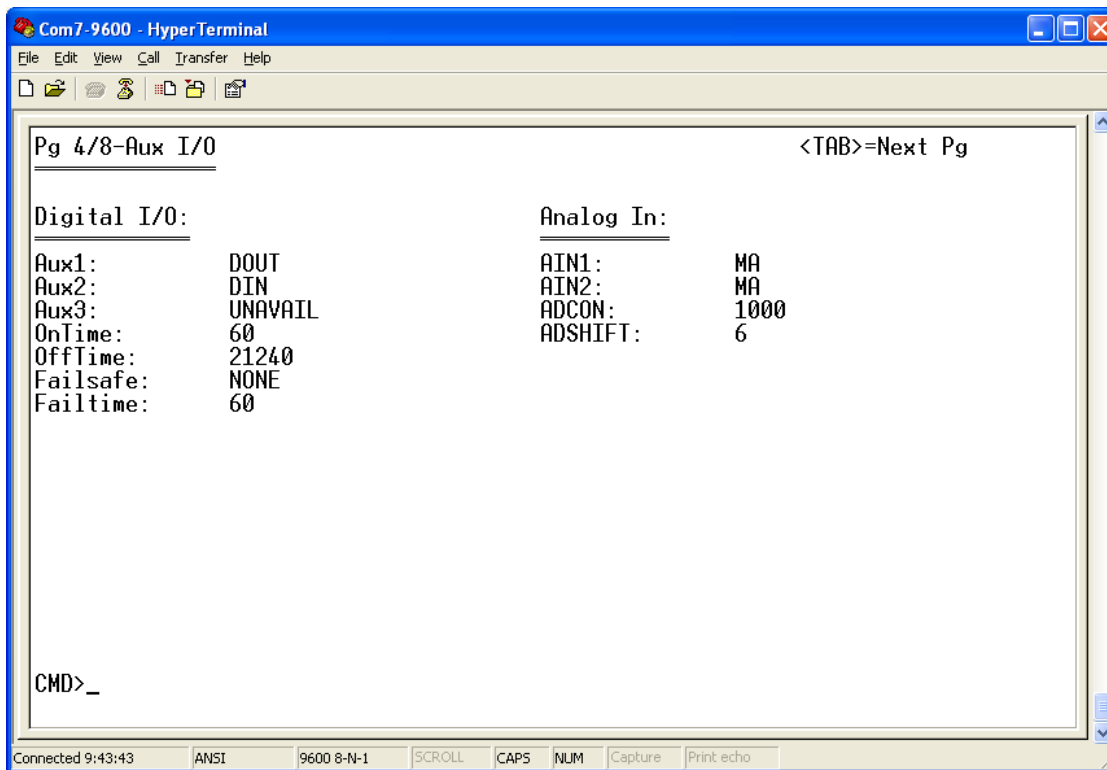 Com7-9600 - HyperTerminal
File Edit View Call Transfer Help
Pg 4/8-Aux I/O <TAB>=Next Pg
Digital I/O: Analog In:
Aux1: DOUT AIN1: MA
Aux2: DIN AIN2: MA
Aux3: UNAVAIL ADCON: 1000
OnTime: 60 ADSHIFT: 6
OffTime: 21240
Failsafe: NONE
Failtime: 60
CMD>_
Connected 9:43:43 ANSI 9600 8-N-1 SCROLL CAPS NUM Capture Print echo